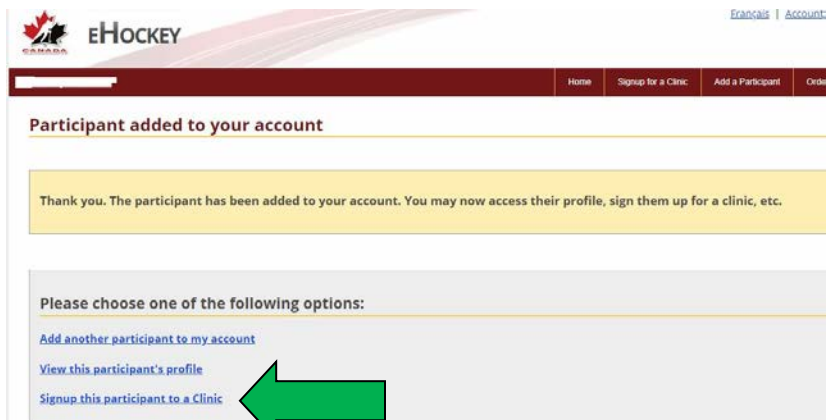 Français | Account:
CANADA
eHockey
Home Signup for a Clinic Add a Participant Orde
Participant added to your account
Thank you. The participant has been added to your account. You may now access their profile, sign them up for a clinic, etc.
Please choose one of the following options:
Add another participant to my account
View this participant's profile
Signup this participant to a Clinic